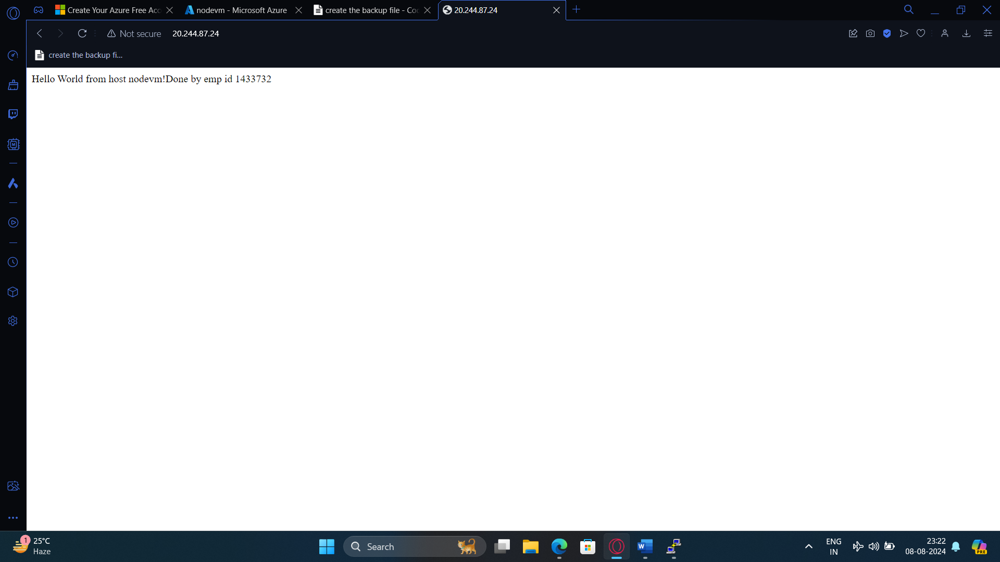 Create Your Azure Free Acc
nodevm - Microsoft Azure
create the backup file - Coc
20.244.87.24
Not secure
20.244.87.24
create the backup fi...
Hello World from host nodevm!Done by emp id 1433732
1
25°C
Haze
Search
W
ENG
IN
23:22
08-08-2024
PRE